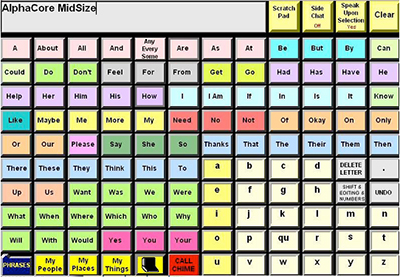 AlphaCore MidSize
Scratch Pad
Side Chat Off
Speak Upon Selection Yes
Clear
A About All And Any Every Some Are As At Be But By Can
Could Do Don't Feel For From Get Go Had Has Have He
Help Her Him His How I I Am If In Is It Know
Like Maybe Me More My Need No Not Of Okay On Only
Or Our Please Say She So Thanks That The Their Them Then
There These They Think This To a b c d DELETE LETTER .
Up Us Want Was We Were e f g h SHIFT & EDITING & NUMBERS UNDO
What When Where Which Who Why i j k l m n
Will With Would Yes You Your o p qu r s t
PHRASES My People My Places My Things CALL CHIME u v w x y z